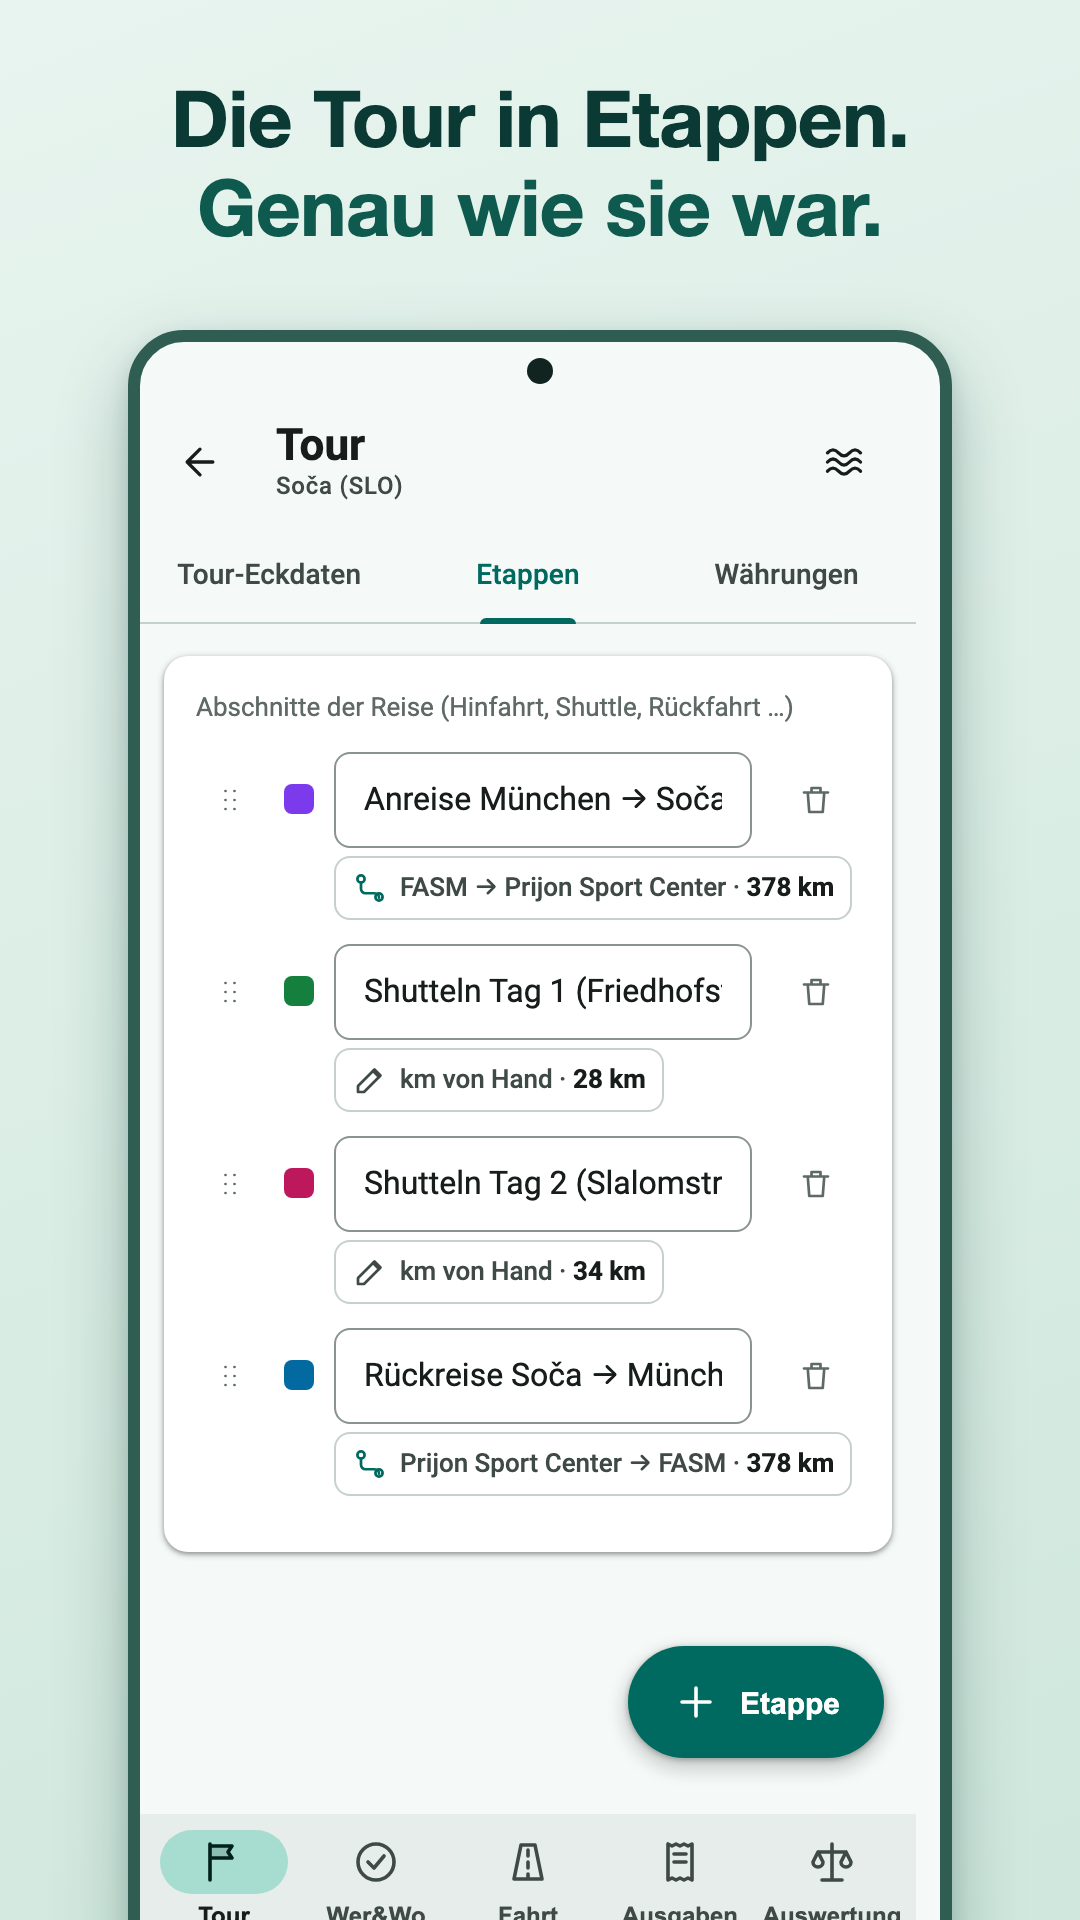 Die Tour in Etappen.
Genau wie sie war.
Tour
Soča (SLO)
Tour-Eckdaten
Etappen
Währungen
Abschnitte der Reise (Hinfahrt, Shuttle, Rückfahrt ...)
Anreise München → Soča
FASM → Prijon Sport Center · 378 km
Shutteln Tag 1 (Friedhofs
km von Hand · 28 km
Shutteln Tag 2 (Slalomstr
km von Hand · 34 km
Rückreise Soča → Münch
Prijon Sport Center → FASM · 378 km
+ Etappe
Tour
Wer&Wo
Fahrt
Ausgaben
Auswertung